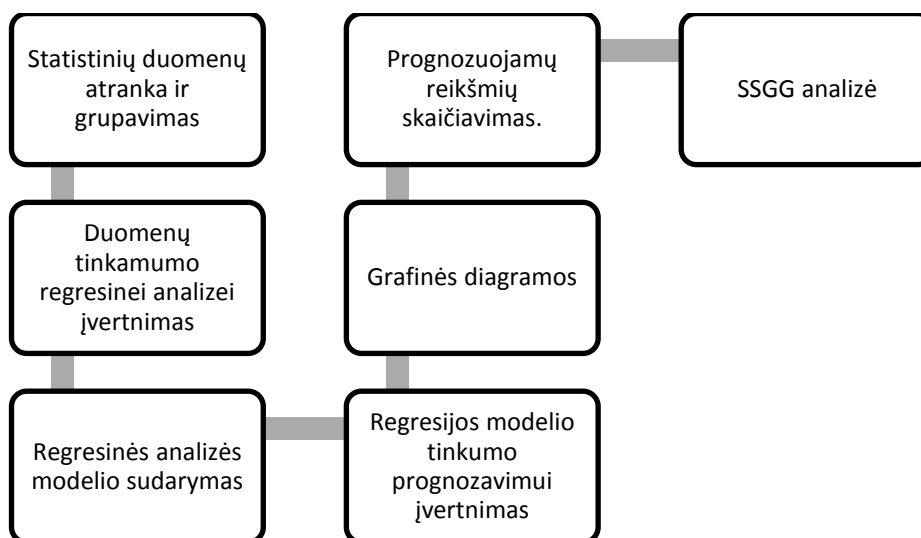 Statistinių duomenų
atranka ir
grupavimas
Duomenų
tinkamumo
regresinei analizei
įvertnimas
Regresinės analizės
modelio sudarymas
Regresijos modelio
tinkumo
prognozavimui
įvertnimas
Grafinės diagramos
Prognozuojamų
reikšmių
skaičiavimas.
SSGG analizė